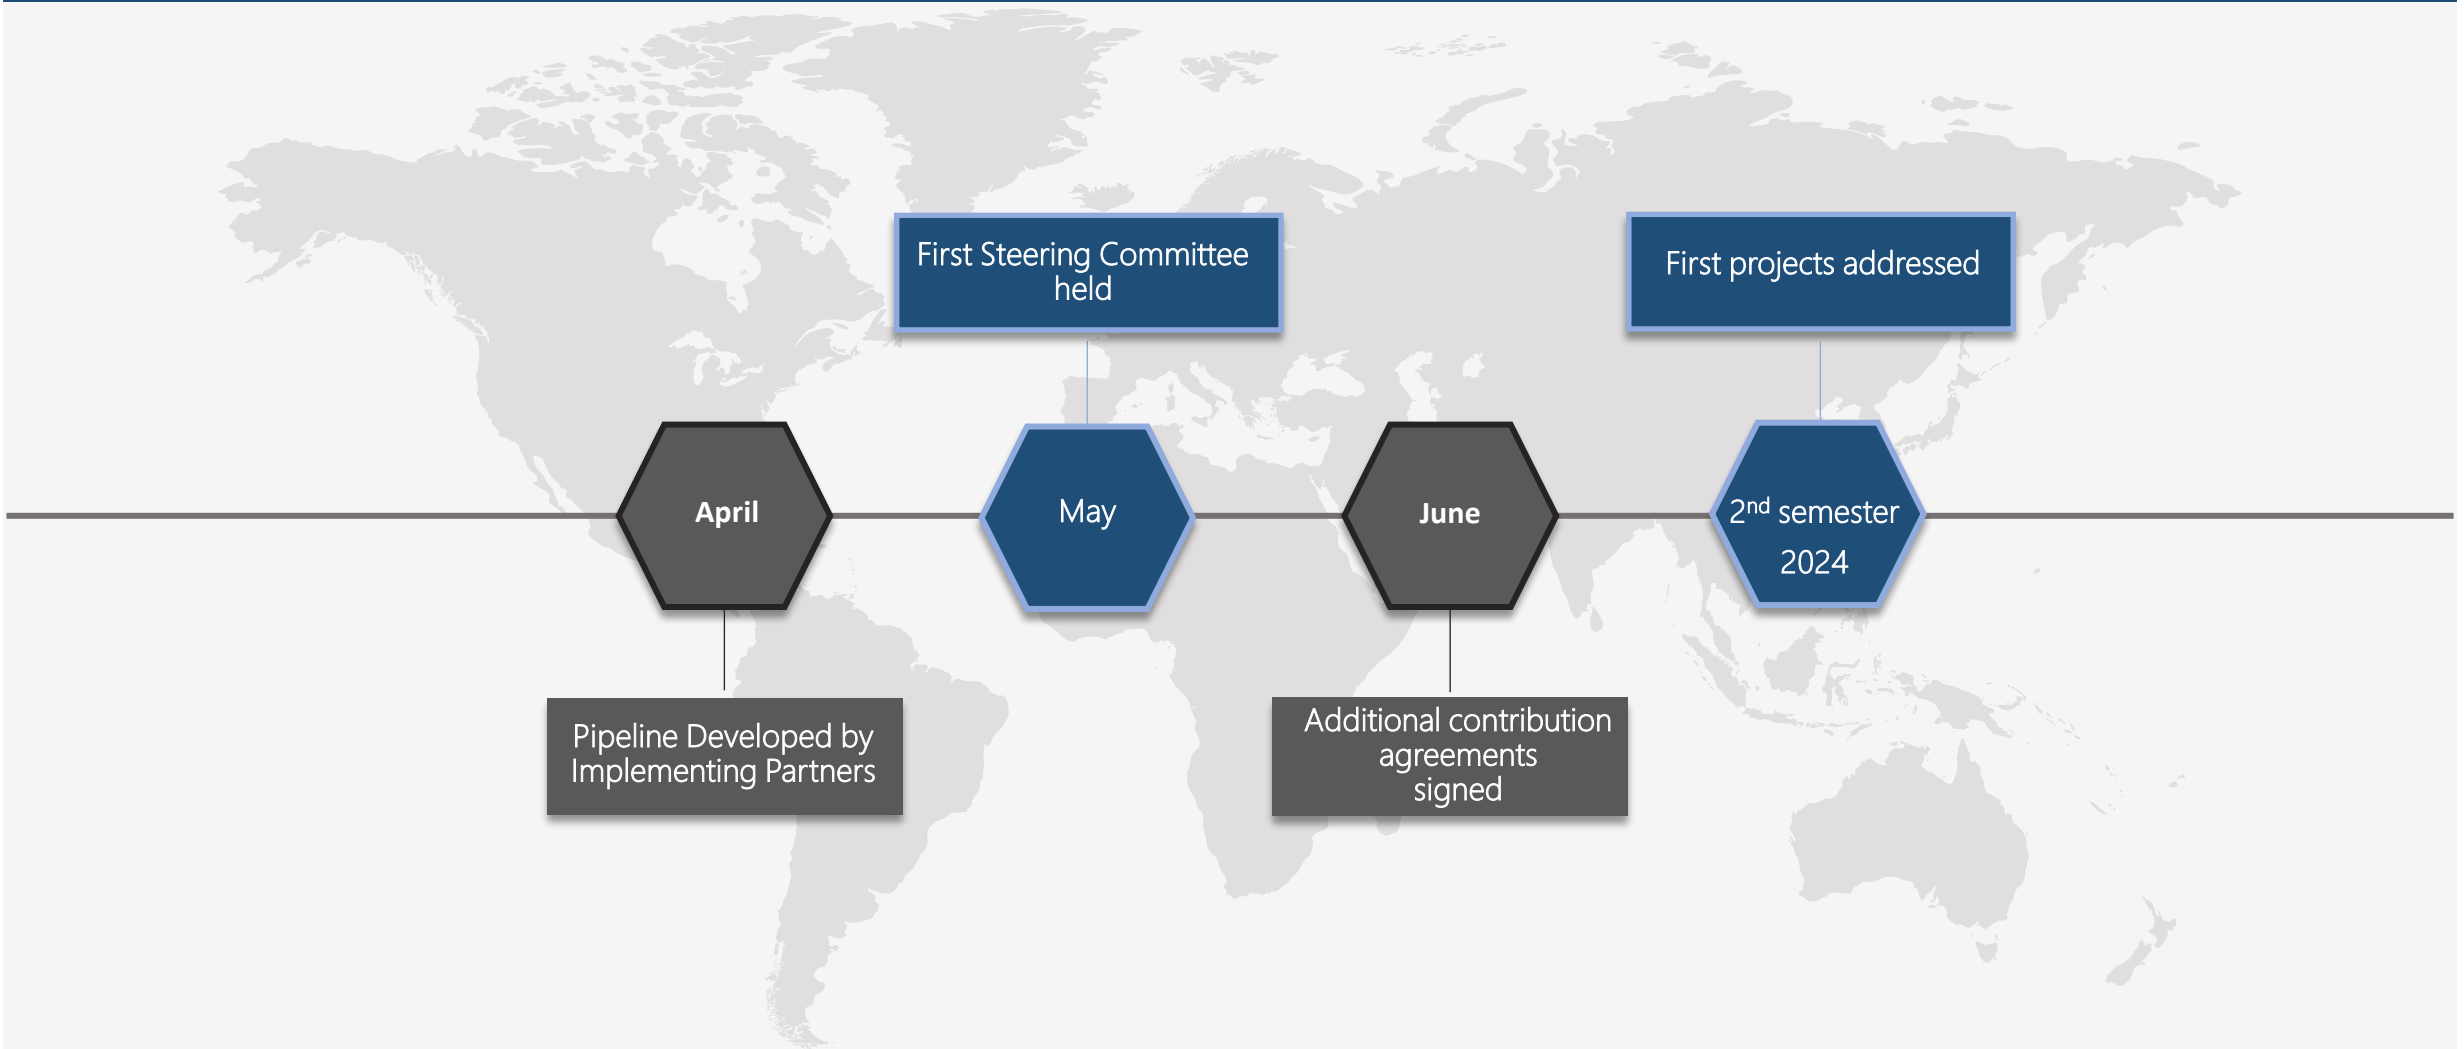 First Steering Committee
held
First projects addressed
April
May
June
2nd semester
2024
Pipeline Developed by
Implementing Partners
Additional contribution
agreements
signed